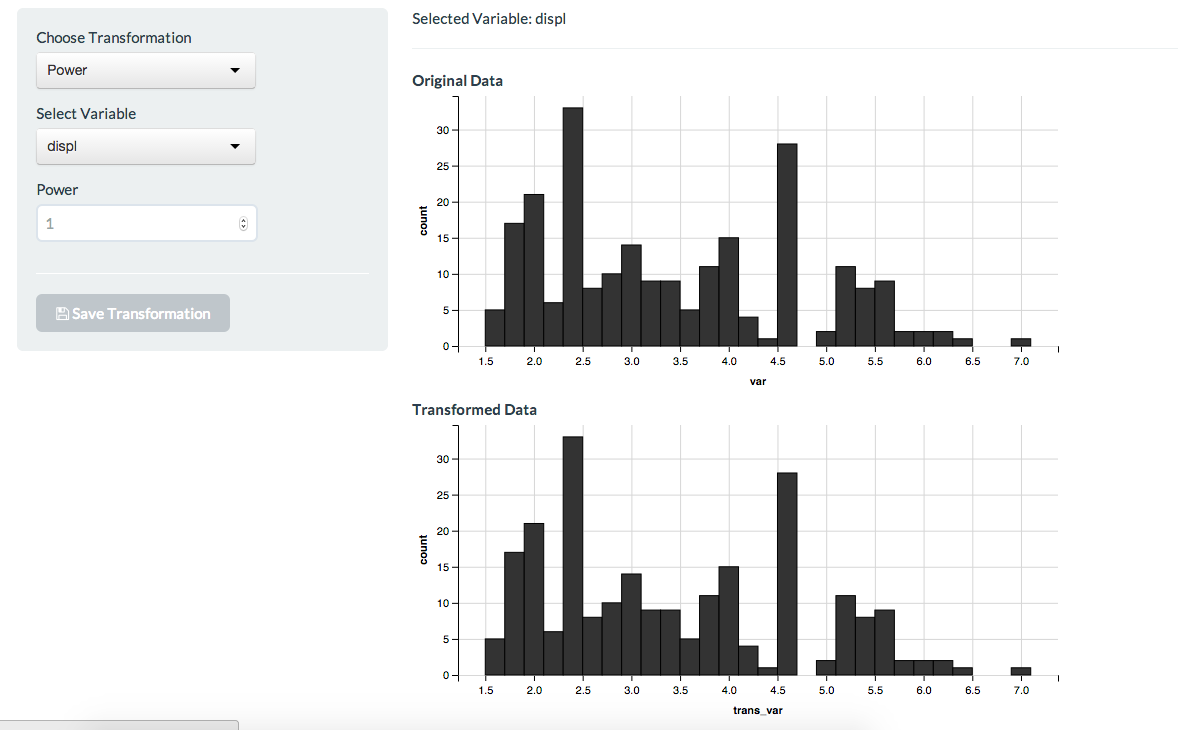 Choose Transformation
Power
Select Variable
displ
Power
1
Save Transformation
Selected Variable: displ
Original Data
30
25
20
15
10
5
0
count
1.5 2.0 2.5 3.0 3.5 4.0 4.5 5.0 5.5 6.0 6.5 7.0
var
Transformed Data
30
25
20
15
10
5
0
count
1.5 2.0 2.5 3.0 3.5 4.0 4.5 5.0 5.5 6.0 6.5 7.0
trans_var